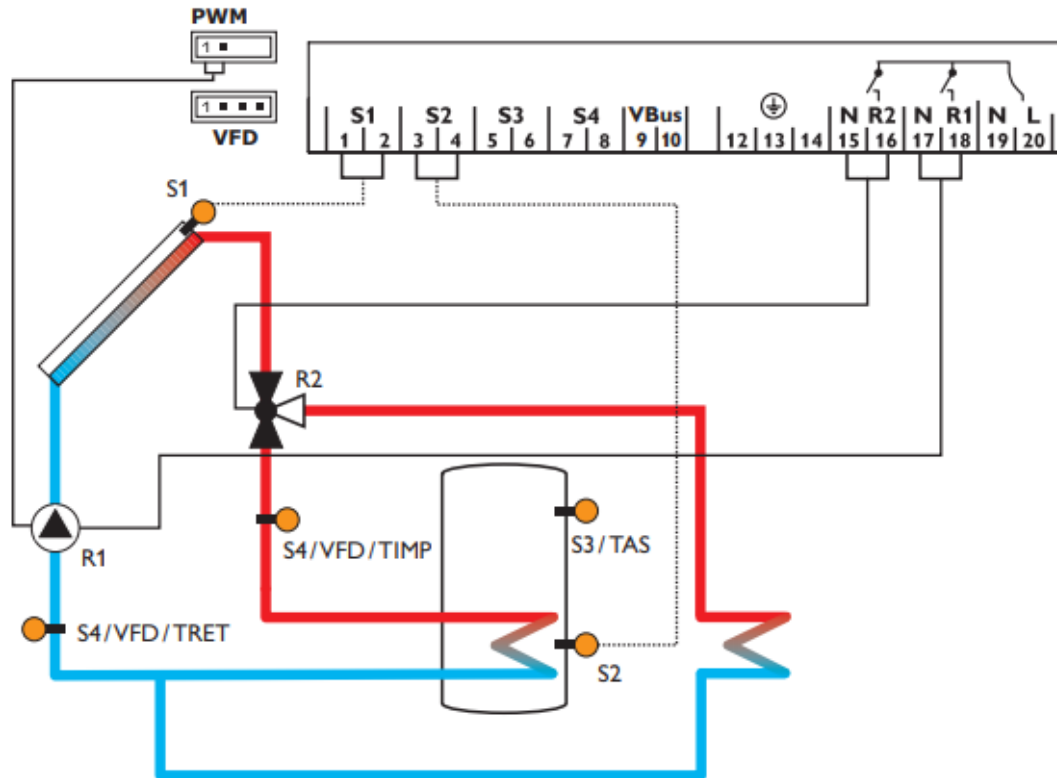 PWM
1
1
VFD
S1 S2 S3 S4 VBus N R2 N R1 N L
1 2 3 4 5 6 7 8 9 10 12 13 14 15 16 17 18 19 20
S1
R2
S4/VFD/TIMP
S3/TAS
R1
S4/VFD/TRET
S2